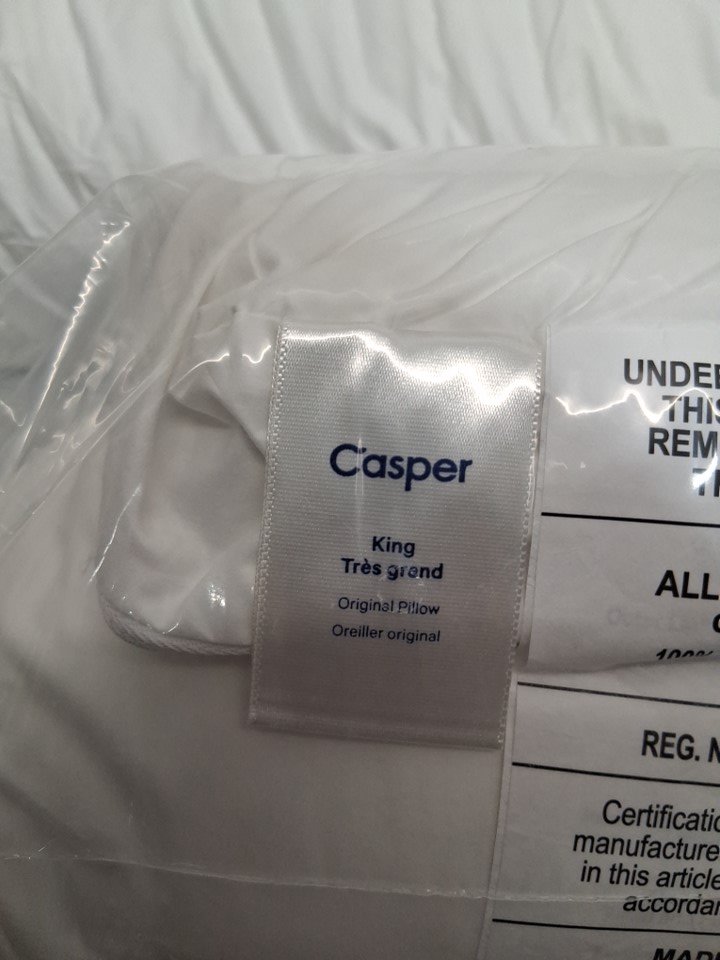 Casper
King
Très grand
Original Pillow
Oreiller original
UNDE
THIS
REM
ALL
REG.
Certificatio
manufacture
in this article
accordan
MAD